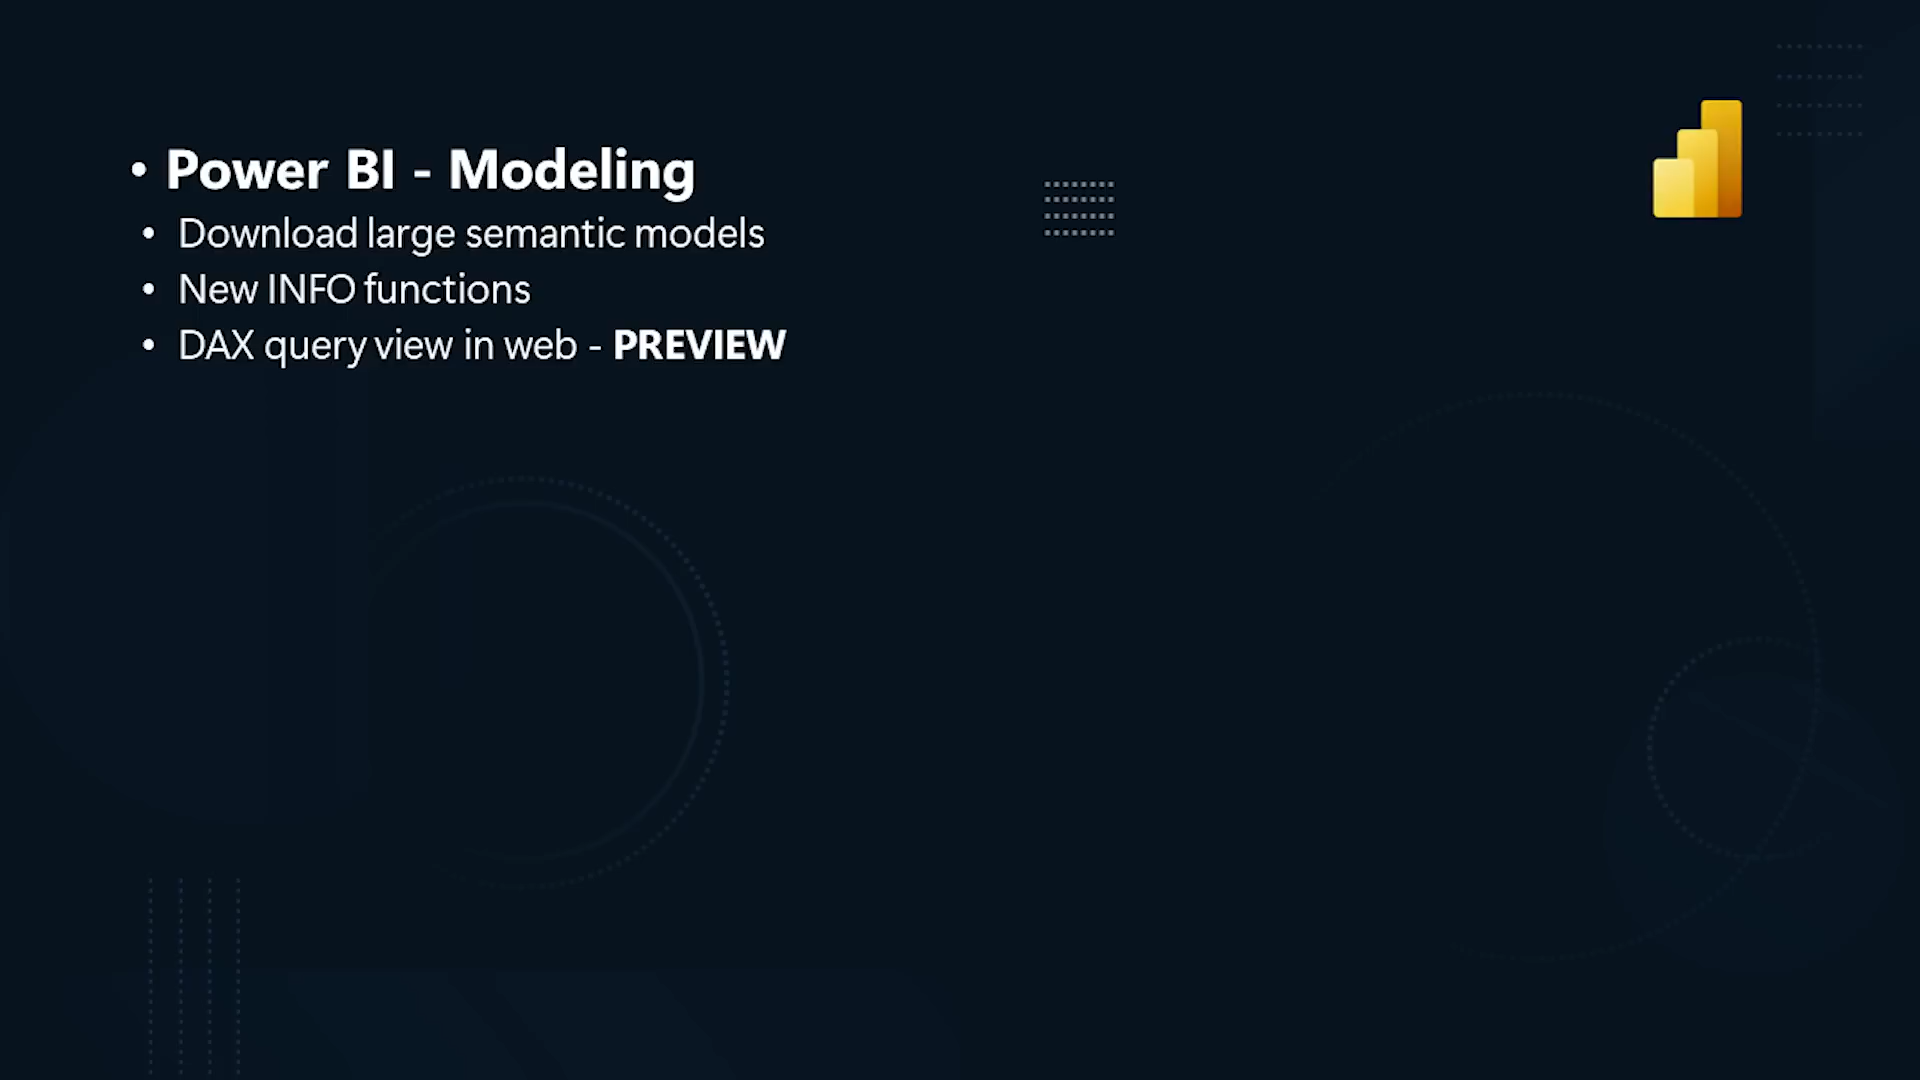 • Power BI - Modeling
• Download large semantic models
• New INFO functions
• DAX query view in web - PREVIEW